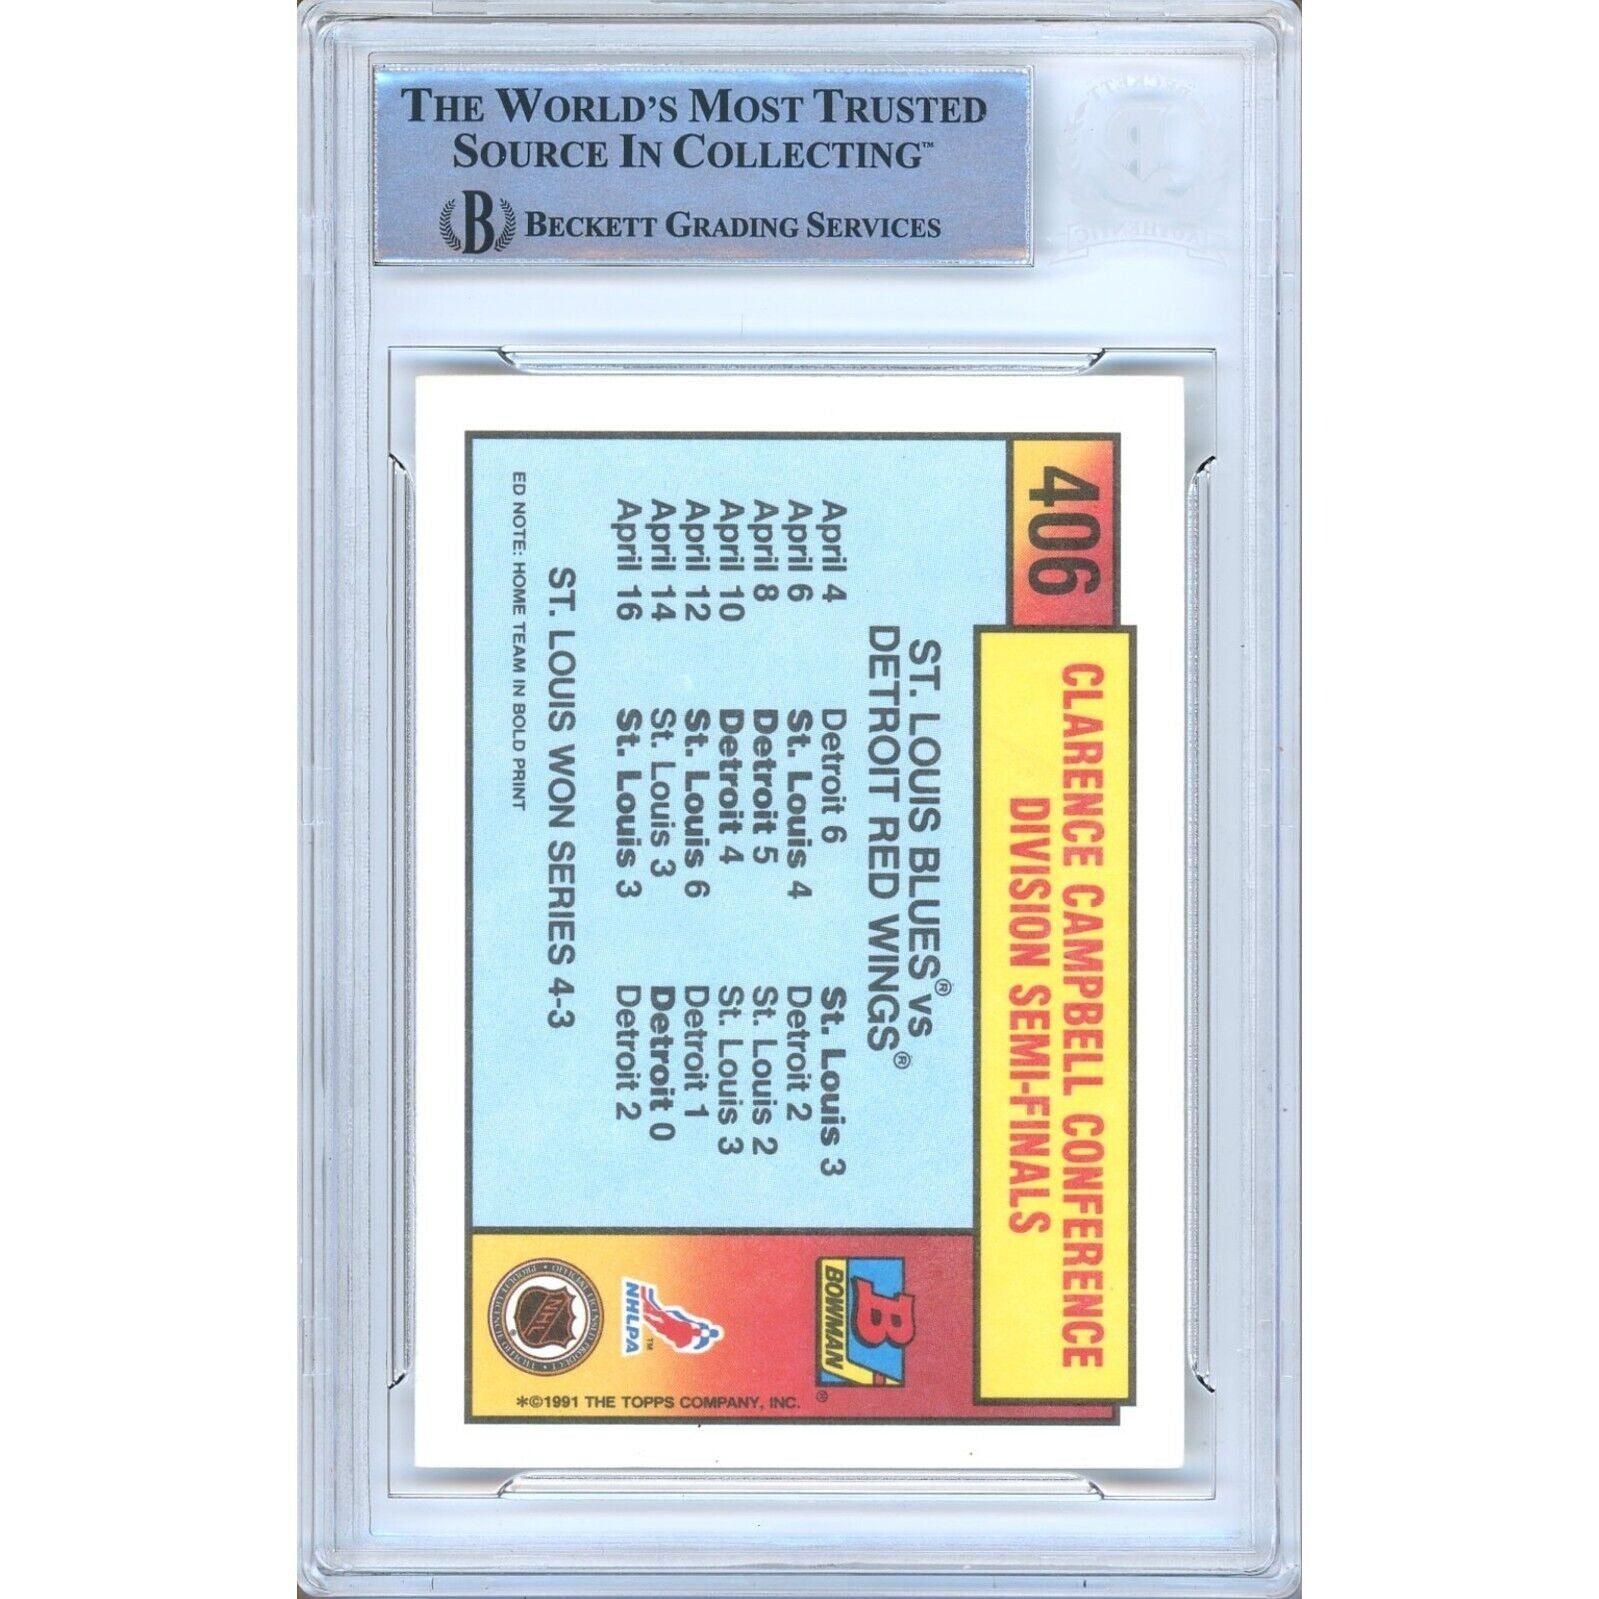 THE WORLD'S MOST TRUSTED
SOURCE IN COLLECTING™
B BECKETT GRADING SERVICES
406
CLARENCE CAMPBELL CONFERENCE
DIVISION SEMI-FINALS
ST. LOUIS BLUES® VS
DETROIT RED WINGS®
April 4 Detroit 6 St. Louis 3
April 6 St. Louis 4 Detroit 2
April 8 Detroit 5 St. Louis 2
April 10 Detroit 4 St. Louis 3
April 12 St. Louis 6 Detroit 1
April 14 St. Louis 3 Detroit 0
April 16 St. Louis 3 Detroit 2
ST. LOUIS WON SERIES 4-3
ED NOTE: HOME TEAM IN BOLD PRINT
B
BOWMAN®
NHLPA™
NHL
*©1991 THE TOPPS COMPANY, INC.